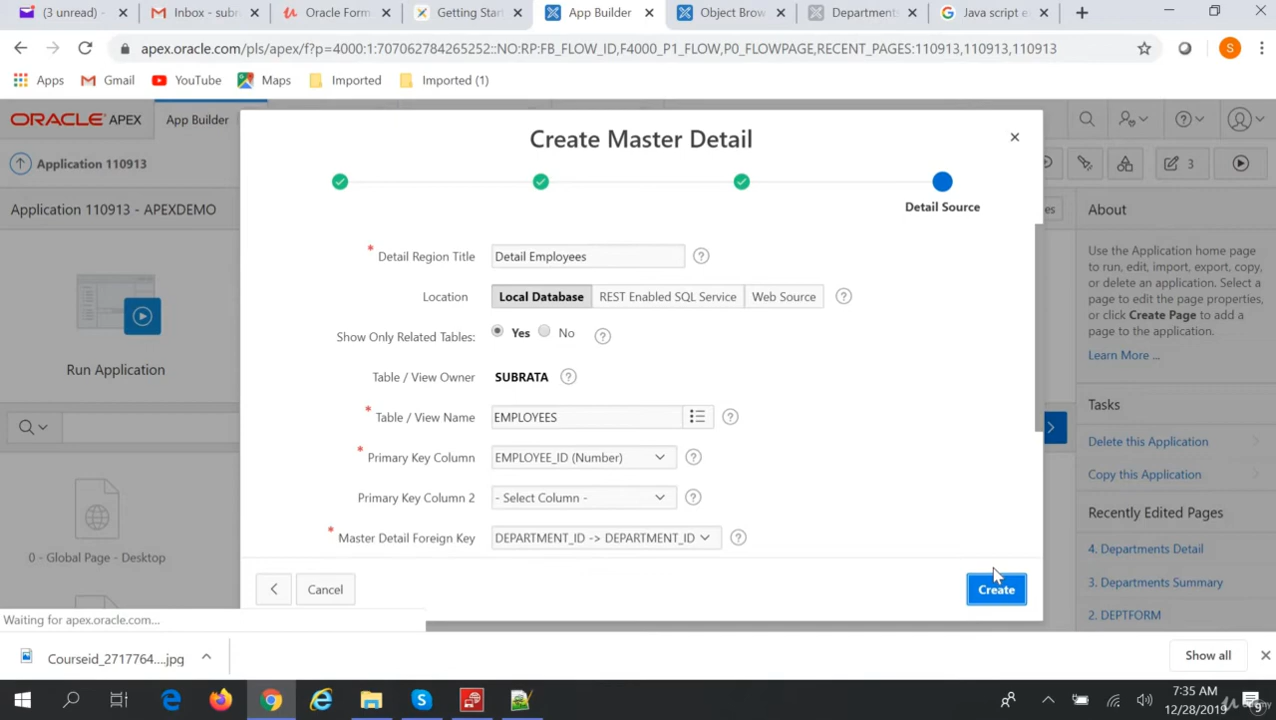 (3 unread)
Inbox - subr
Oracle Form
Getting Star
App Builder
Object Brow
Departments
Java script e
apex.oracle.com/pls/apex/f?p=4000:1:707062784265252::NO:RP:FB_FLOW_ID,F4000_P1_FLOW,P0_FLOWPAGE,RECENT_PAGES:110913,110913,110913
S
Apps
Gmail
YouTube
Maps
Imported
Imported (1)
ORACLE APEX
App Builder
Create Master Detail
Application 110913
3
Detail Source
Application 110913 - APEXDEMO
es
About
Detail Region Title
Detail Employees
Use the Application home page
to run, edit, import, export, copy,
or delete an application. Select a
page to edit the page properties,
or click Create Page to add a
page to the application.
Learn More ...
Location
Local Database
REST Enabled SQL Service
Web Source
Show Only Related Tables:
Yes
No
Run Application
Table / View Owner
SUBRATA
Tasks
Table / View Name
EMPLOYEES
Delete this Application
Primary Key Column
EMPLOYEE_ID (Number)
Copy this Application
Primary Key Column 2
- Select Column -
Recently Edited Pages
Master Detail Foreign Key
DEPARTMENT_ID -> DEPARTMENT_ID
4. Departments Detail
0 - Global Page - Desktop
3. Departments Summary
Cancel
Create
2. DEPTFORM
Waiting for apex.oracle.com...
Courseid_2717764....jpg
Show all
7:35 AM
12/28/2019
9